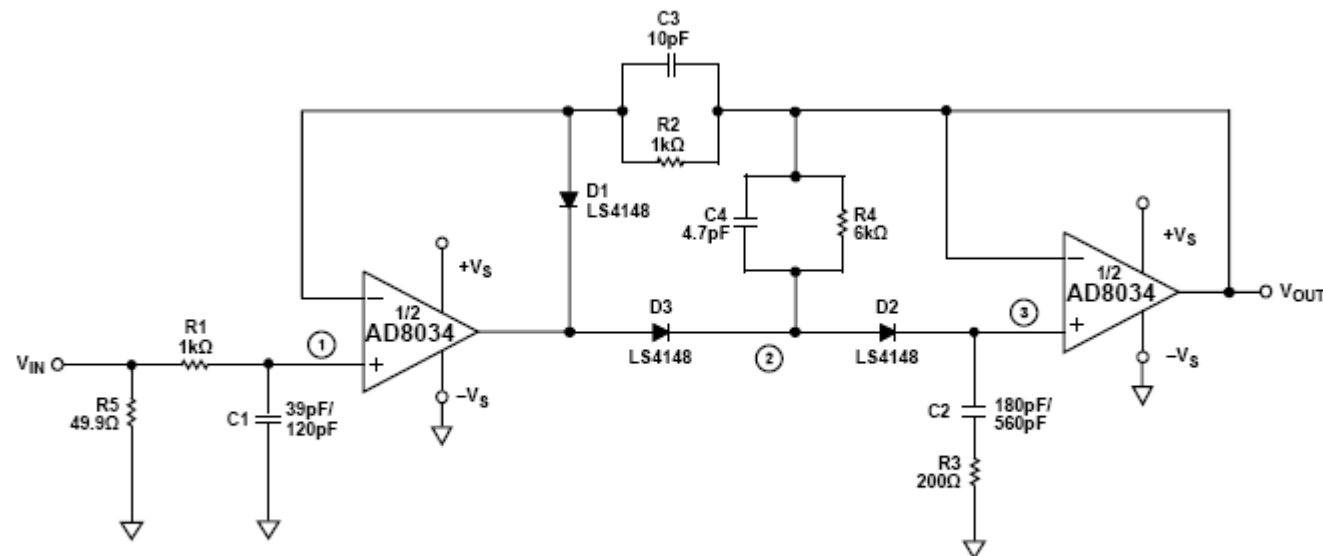 C3
10pF
R2
1kΩ
D1
LS4148
C4
4.7pF
R4
6kΩ
+VS
+VS
1/2
AD8034
1/2
AD8034
VOUT
D3
LS4148
D2
LS4148
R1
1kΩ
1
2
3
VIN
–VS
–VS
R5
49.9Ω
C1
39pF/
120pF
C2
180pF/
560pF
R3
200Ω